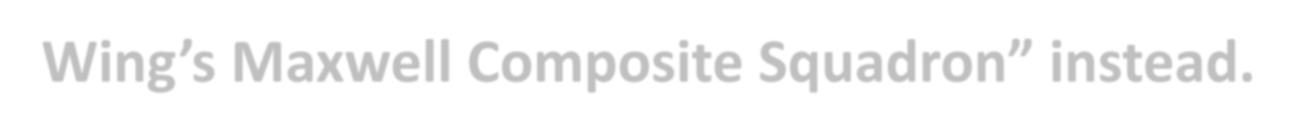 Wing’s Maxwell Composite Squadron” instead.